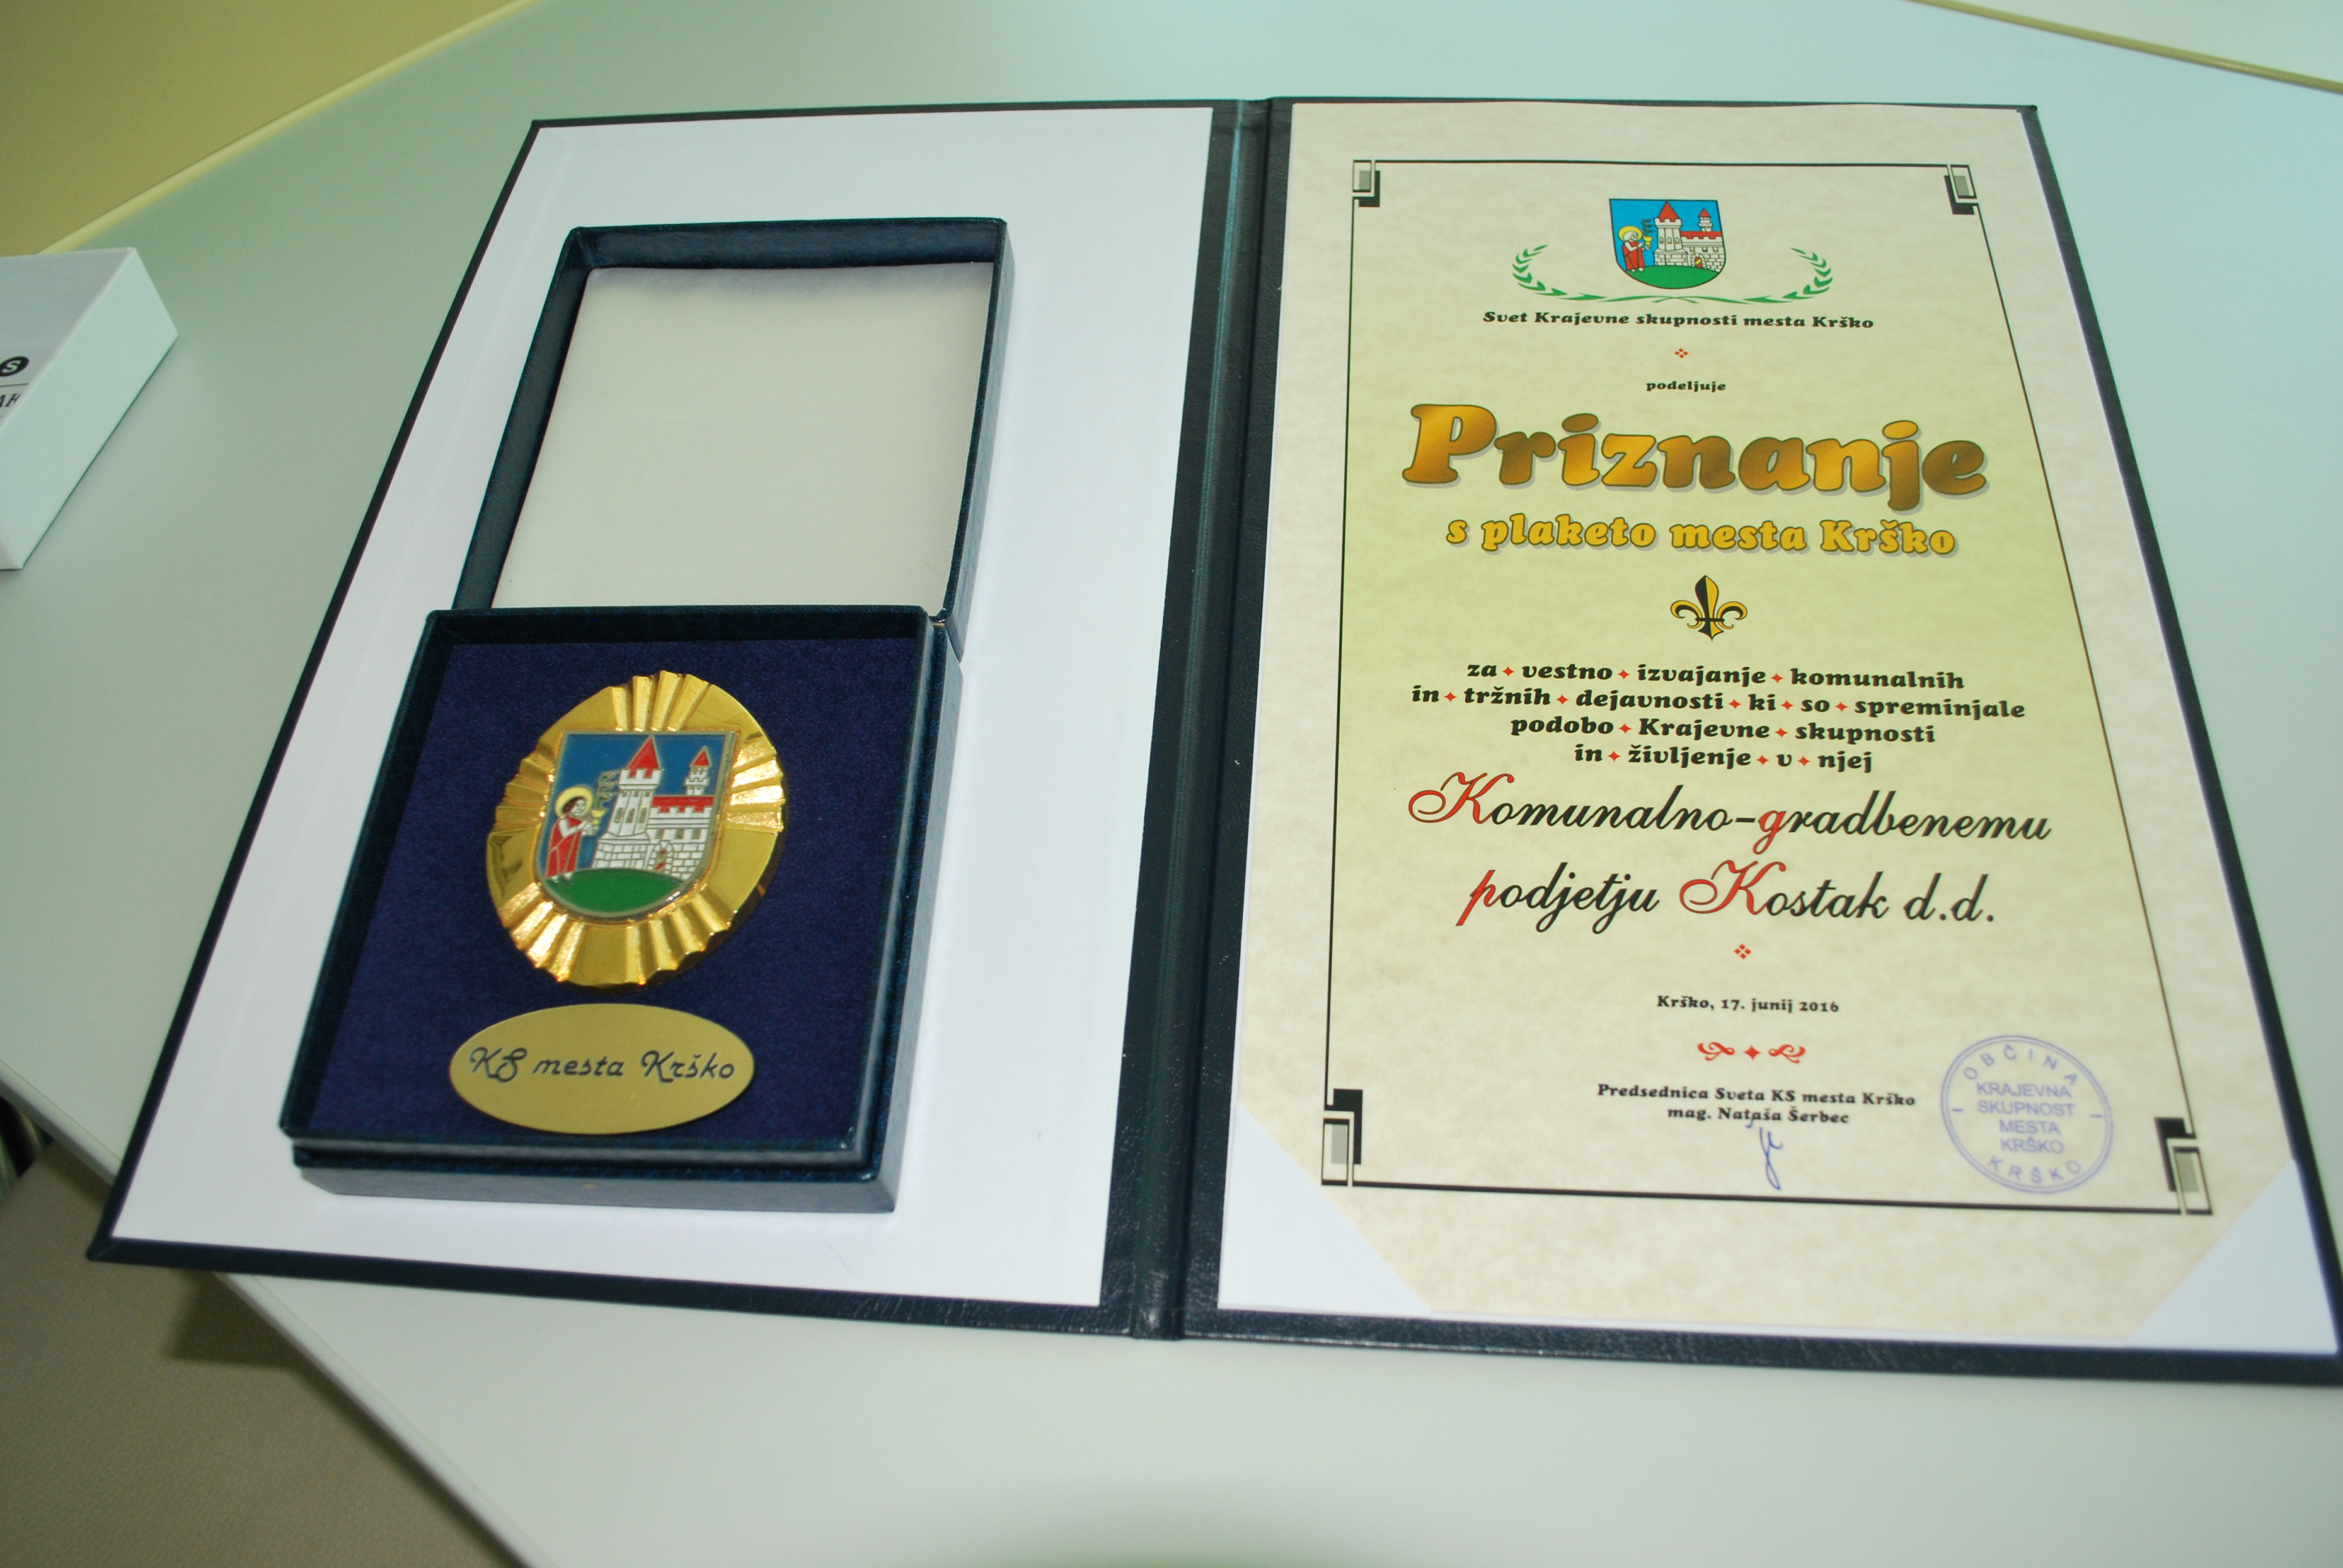 S
AK
KS mesta Krško
Svet Krajevne skupnosti mesta Krško
podeljuje
Priznanje
s plaketo mesta Krško
za vestno izvajanje komunalnih
in tržnih dejavnosti ki so spreminjale
podobo Krajevne skupnosti
in življenje v njej
Komunalno-gradbenemu
podjetju Kostak d.d.
Krško, 17. junij 2016
Predsednica Sveta KS mesta Krško
mag. Nataša Šerbec
OBČINA
KRAJEVNA
SKUPNOST
MESTA
KRŠKO
KRŠKO